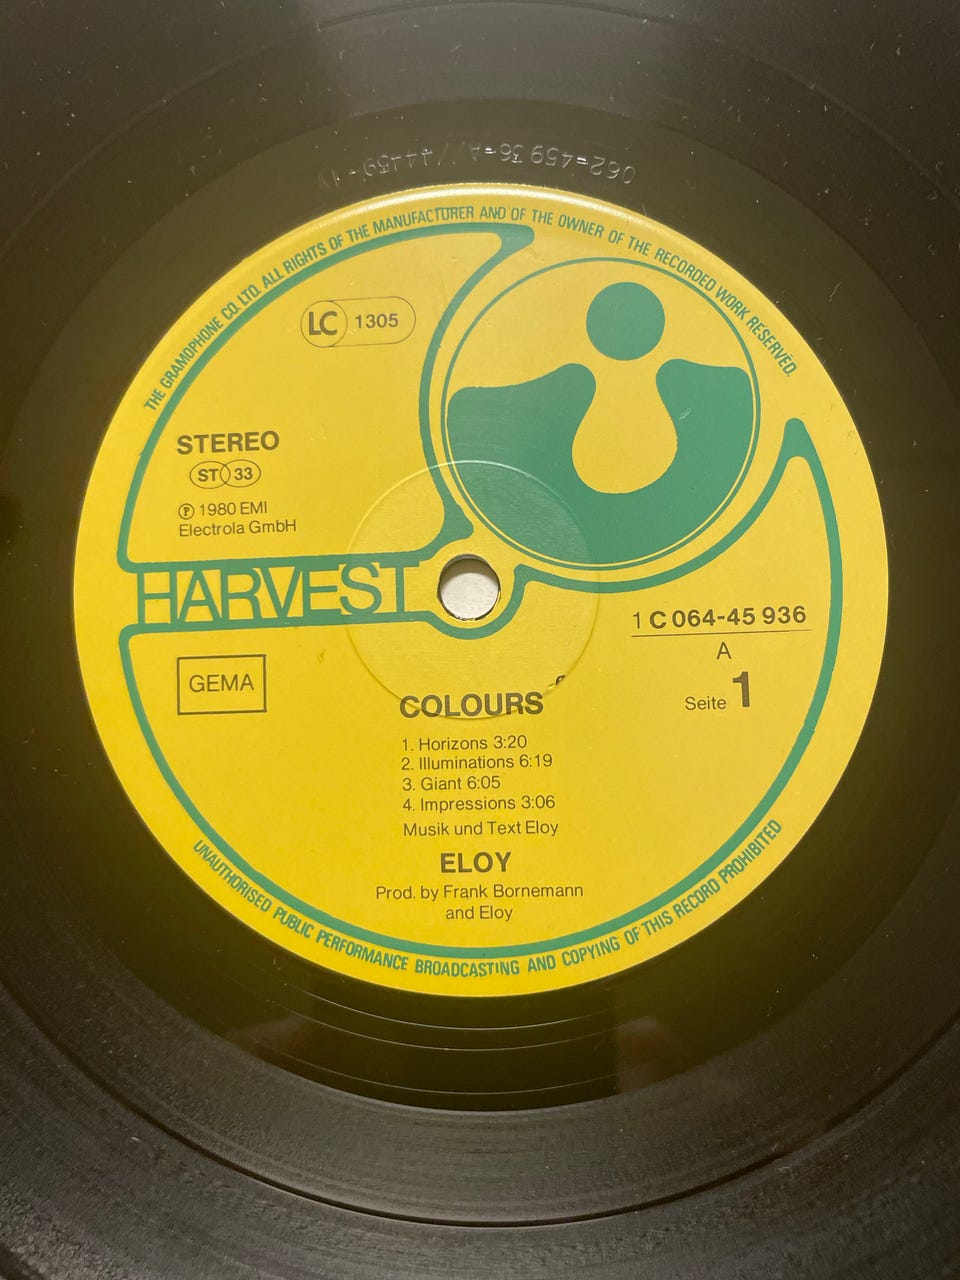 062-45936-A
THE GRAMOPHONE CO. LTD. ALL RIGHTS OF THE MANUFACTURER AND OF THE OWNER OF THE RECORDED WORK RESERVED.
LC 1305
STEREO
ST 33
℗ 1980 EMI
Electrola GmbH
HARVEST
1 C 064-45 936
A
Seite 1
GEMA
COLOURS
1. Horizons 3:20
2. Illuminations 6:19
3. Giant 6:05
4. Impressions 3:06
Musik und Text Eloy
ELOY
Prod. by Frank Bornemann
and Eloy
UNAUTHORISED PUBLIC PERFORMANCE BROADCASTING AND COPYING OF THIS RECORD PROHIBITED